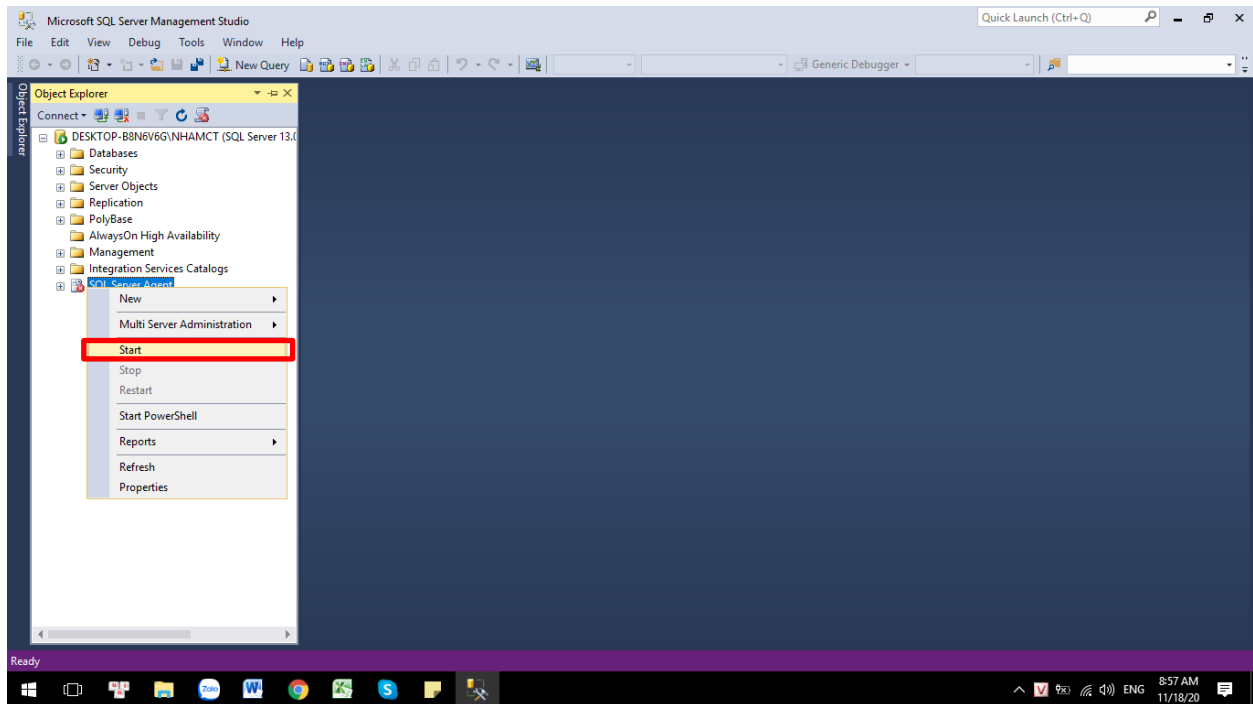 Microsoft SQL Server Management Studio
Quick Launch (Ctrl+Q)
File Edit View Debug Tools Window Help
New Query
Generic Debugger
Object Explorer
Object Explorer
Connect
DESKTOP-B8N6V6G\NHAMCT (SQL Server 13.0
Databases
Security
Server Objects
Replication
PolyBase
AlwaysOn High Availability
Management
Integration Services Catalogs
SQL Server Agent
New
Multi Server Administration
Start
Stop
Restart
Start PowerShell
Reports
Refresh
Properties
Ready
Zalo
ENG
8:57 AM
11/18/20